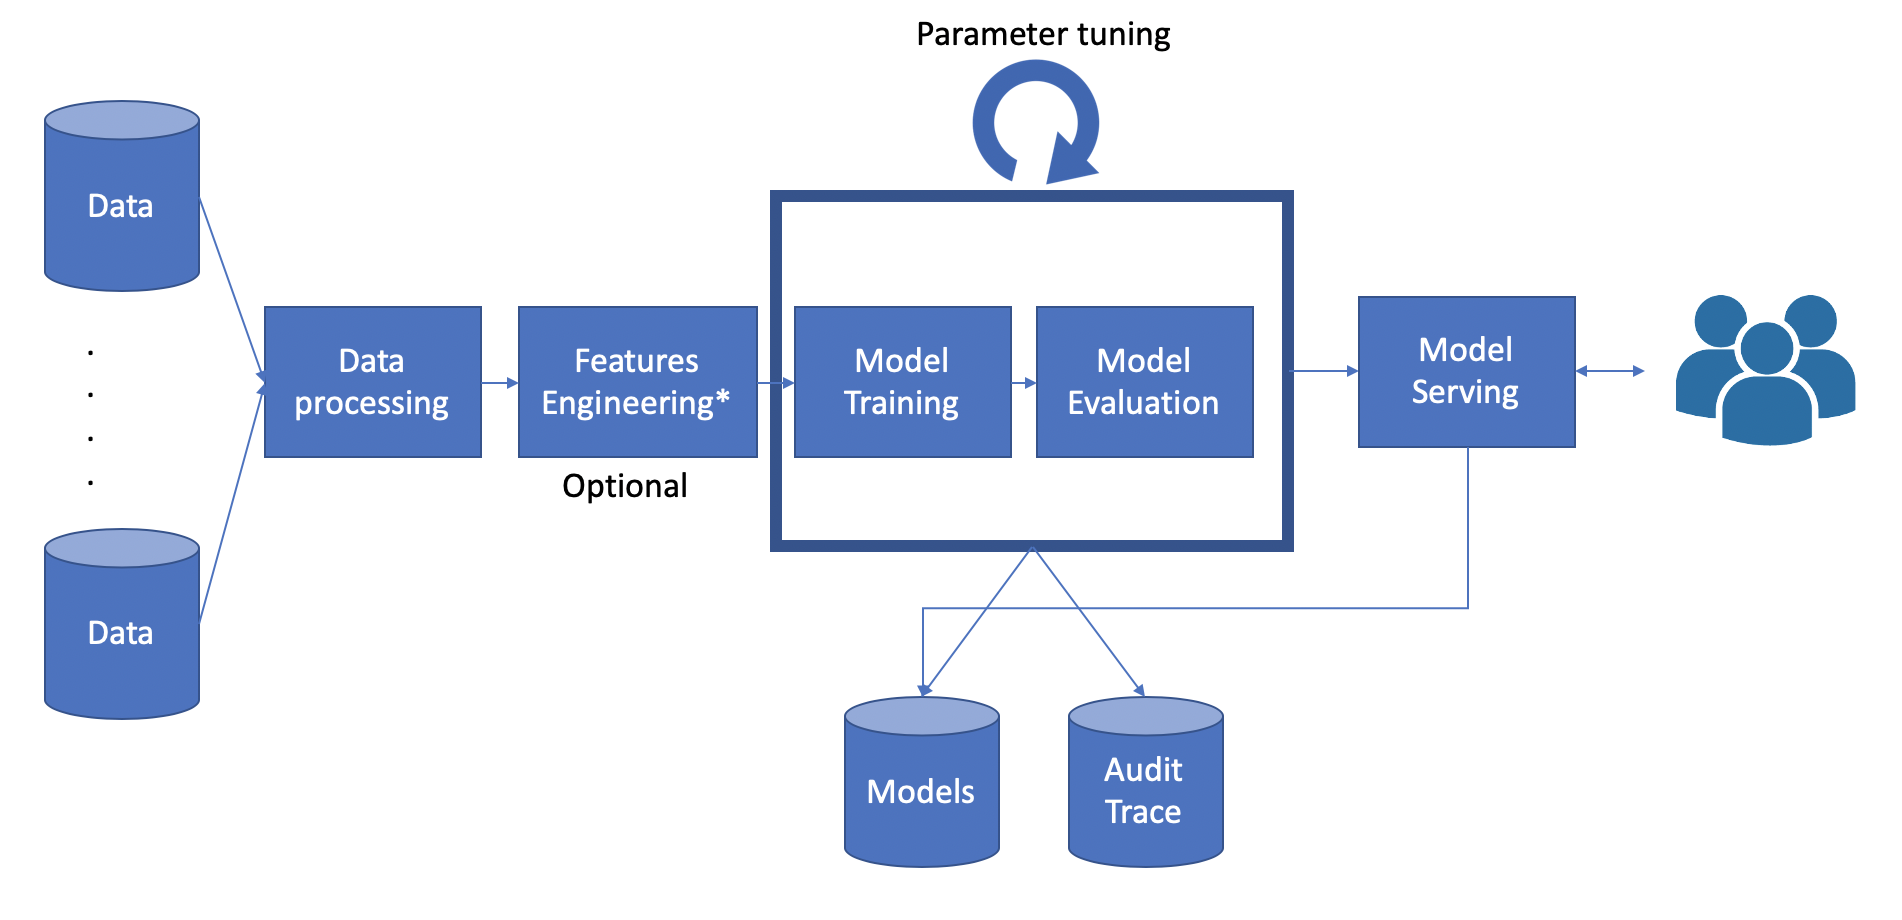 Parameter tuning
Data
Data
processing
Features
Engineering*
Optional
Model
Training
Model
Evaluation
Model
Serving
Data
Models
Audit
Trace